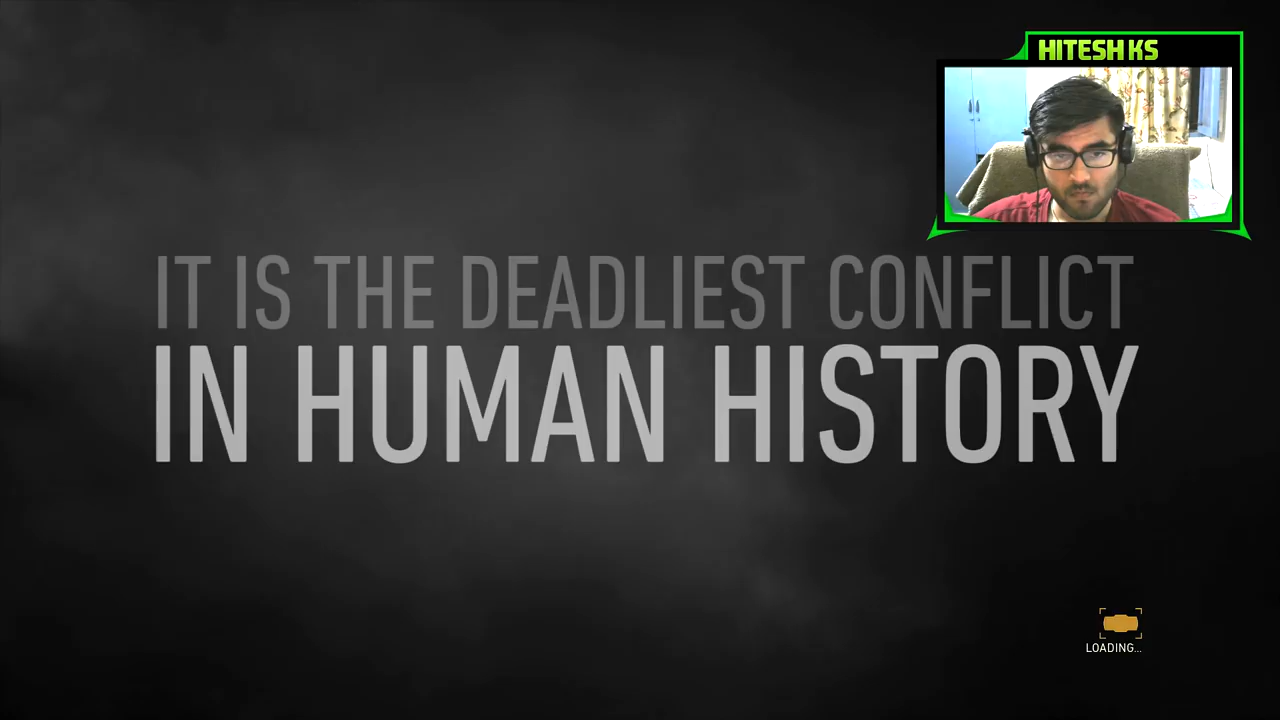 HITESH KS
IT IS THE DEADLIEST CONFLICT
IN HUMAN HISTORY
LOADING...